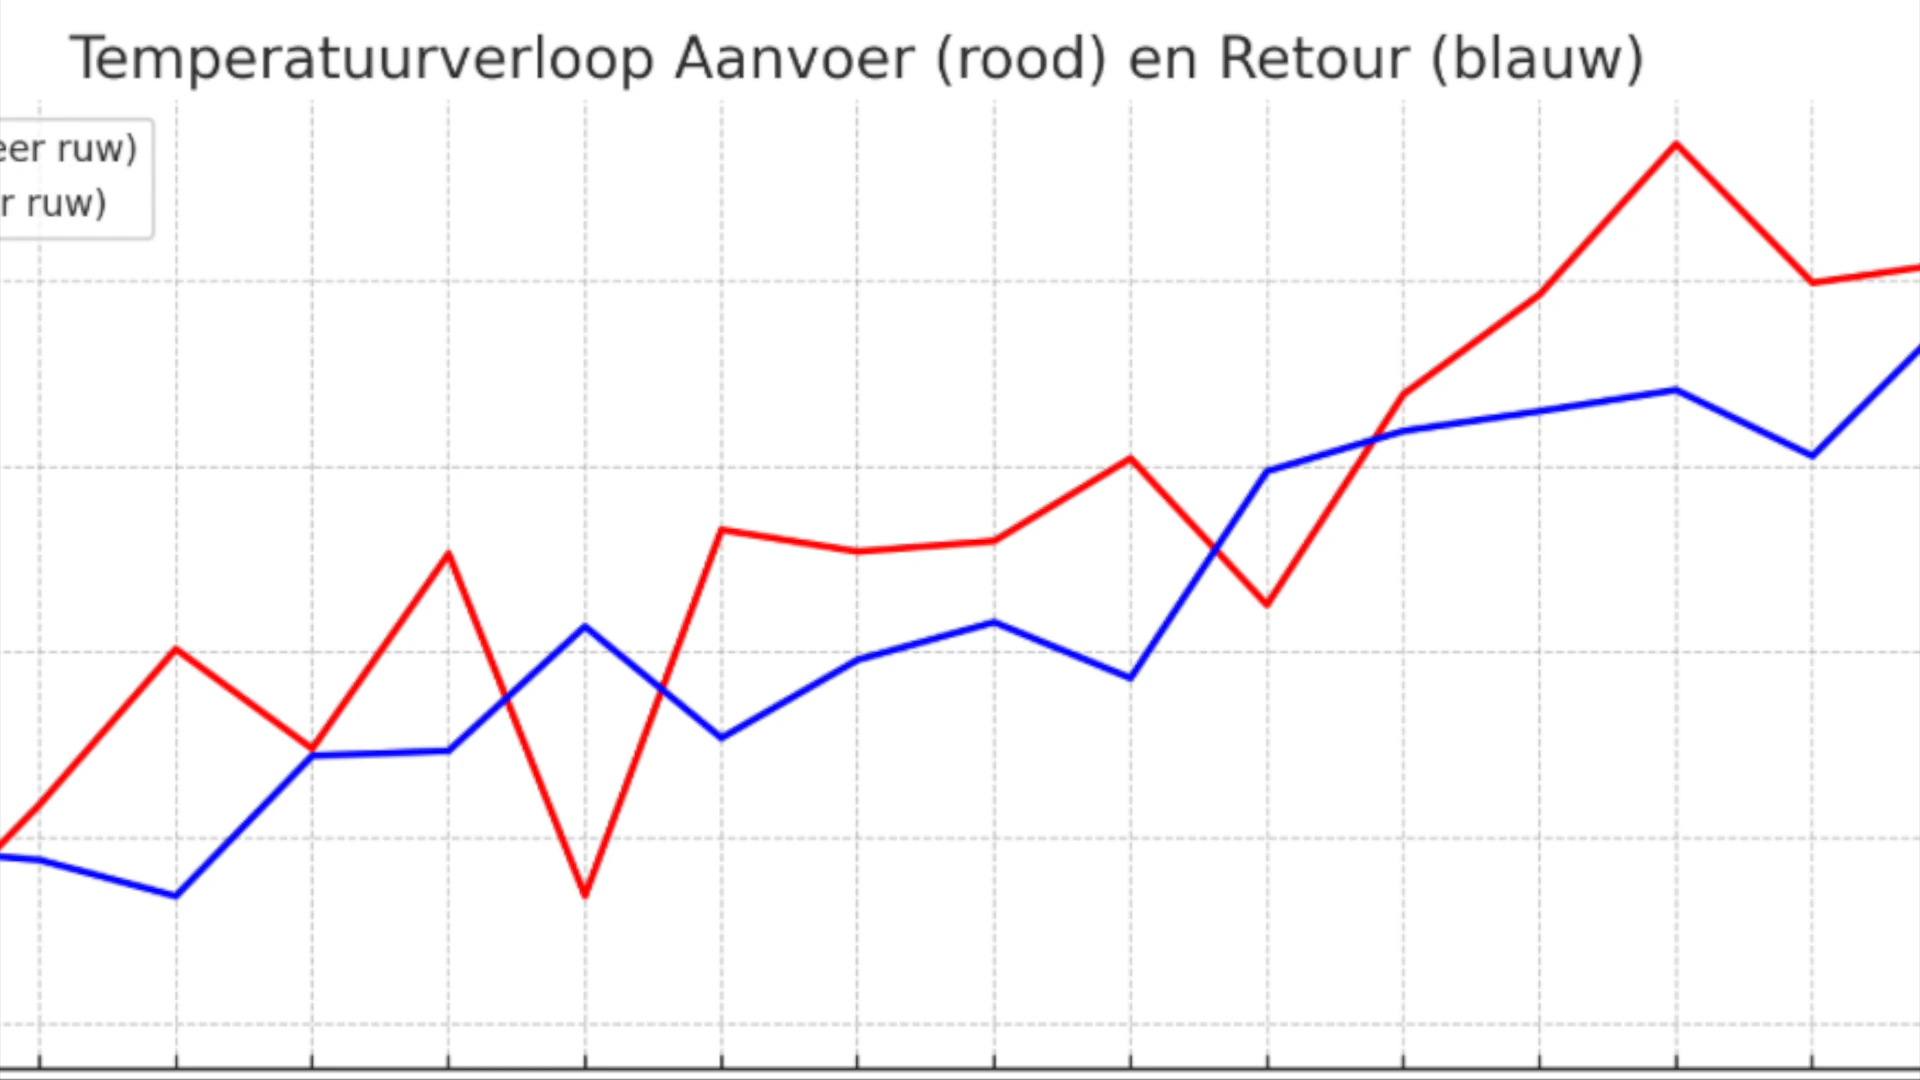 Temperatuurverloop Aanvoer (rood) en Retour (blauw)
eer ruw)
r ruw)